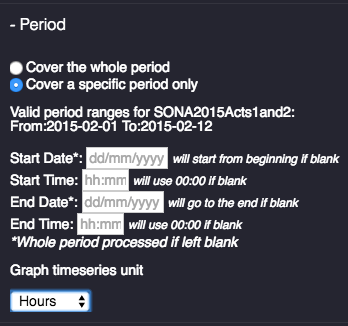 - Period
Cover the whole period
Cover a specific period only
Valid period ranges for SONA2015Acts1and2:
From:2015-02-01 To:2015-02-12
Start Date*: dd/mm/yyyy will start from beginning if blank
Start Time: hh:mm will use 00:00 if blank
End Date*: dd/mm/yyyy will go to the end if blank
End Time: hh:mm will use 00:00 if blank
*Whole period processed if left blank
Graph timeseries unit
Hours